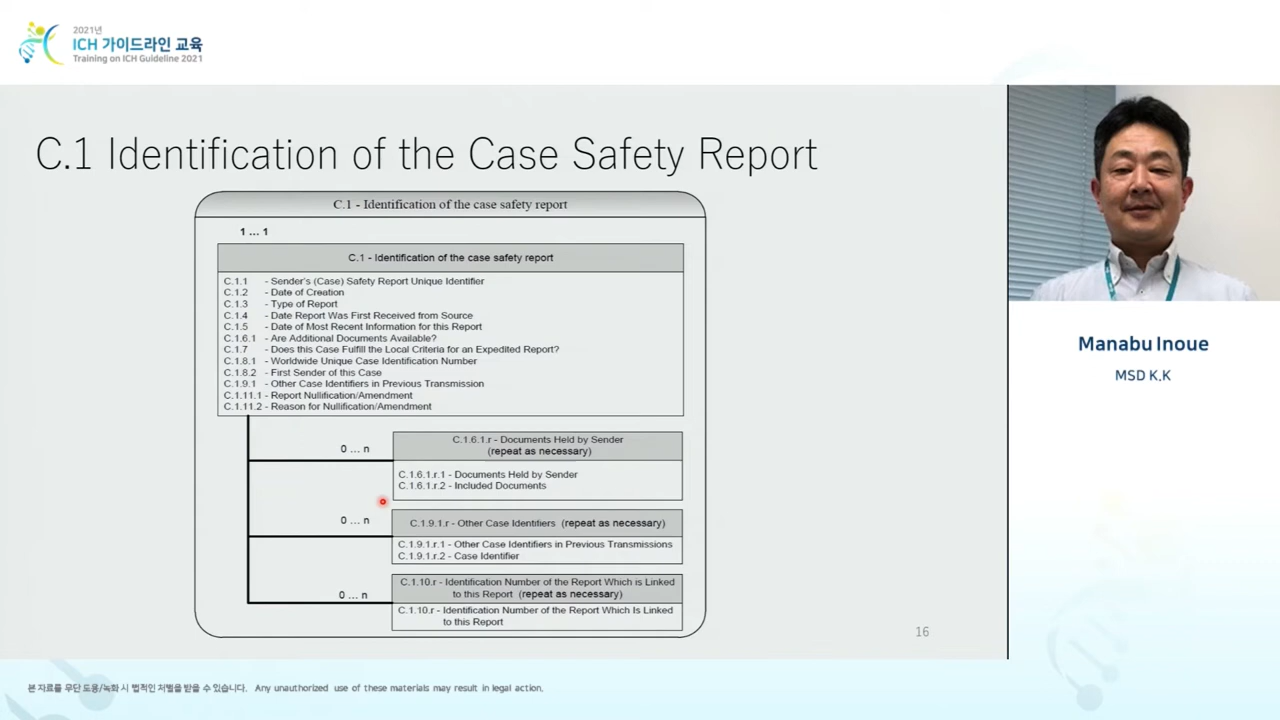 2021년
ICH 가이드라인 교육
Training on ICH Guideline 2021
C.1 Identification of the Case Safety Report
C.1 - Identification of the case safety report
1 ... 1
C.1 - Identification of the case safety report
C.1.1 - Sender's (Case) Safety Report Unique Identifier
C.1.2 - Date of Creation
C.1.3 - Type of Report
C.1.4 - Date Report Was First Received from Source
C.1.5 - Date of Most Recent Information for this Report
C.1.6.1 - Are Additional Documents Available?
C.1.7 - Does this Case Fulfill the Local Criteria for an Expedited Report?
C.1.8.1 - Worldwide Unique Case Identification Number
C.1.8.2 - First Sender of this Case
C.1.9.1 - Other Case Identifiers in Previous Transmission
C.1.11.1 - Report Nullification/Amendment
C.1.11.2 - Reason for Nullification/Amendment
0 ... n
C.1.6.1.r - Documents Held by Sender
(repeat as necessary)
C.1.6.1.r.1 - Documents Held by Sender
C.1.6.1.r.2 - Included Documents
0 ... n
C.1.9.1.r - Other Case Identifiers (repeat as necessary)
C.1.9.1.r.1 - Other Case Identifiers in Previous Transmissions
C.1.9.1.r.2 - Case Identifier
0 ... n
C.1.10.r - Identification Number of the Report Which is Linked
to this Report (repeat as necessary)
C.1.10.r - Identification Number of the Report Which Is Linked
to this Report
16
Manabu Inoue
MSD K.K
본 자료를 무단 도용/녹화 시 법적인 처벌을 받을 수 있습니다. Any unauthorized use of these materials may result in legal action.